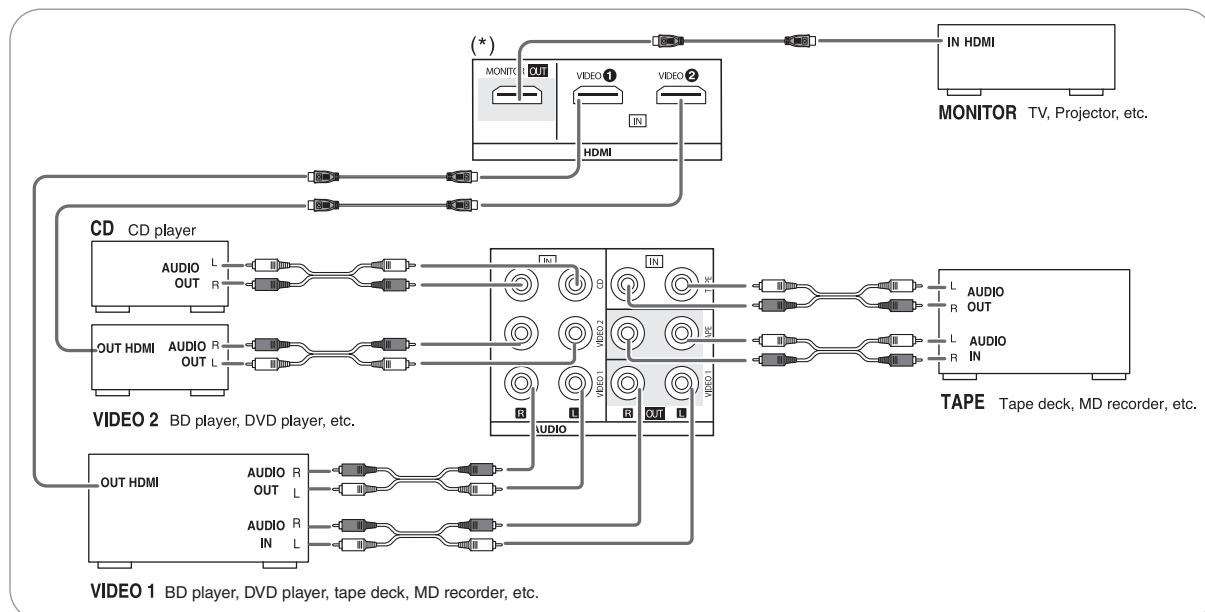 (*)
MONITOR OUT
VIDEO 1
VIDEO 2
IN
HDMI
IN HDMI
MONITOR TV, Projector, etc.
CD CD player
AUDIO OUT
L
R
OUT HDMI
AUDIO OUT
R
L
VIDEO 2 BD player, DVD player, etc.
IN
IN
CD
TAPE
VIDEO 2
TAPE
VIDEO 1
VIDEO 1
R
L
R OUT L
AUDIO
L
R
AUDIO OUT
L
R
AUDIO IN
TAPE Tape deck, MD recorder, etc.
OUT HDMI
AUDIO OUT
R
L
AUDIO IN
R
L
VIDEO 1 BD player, DVD player, tape deck, MD recorder, etc.